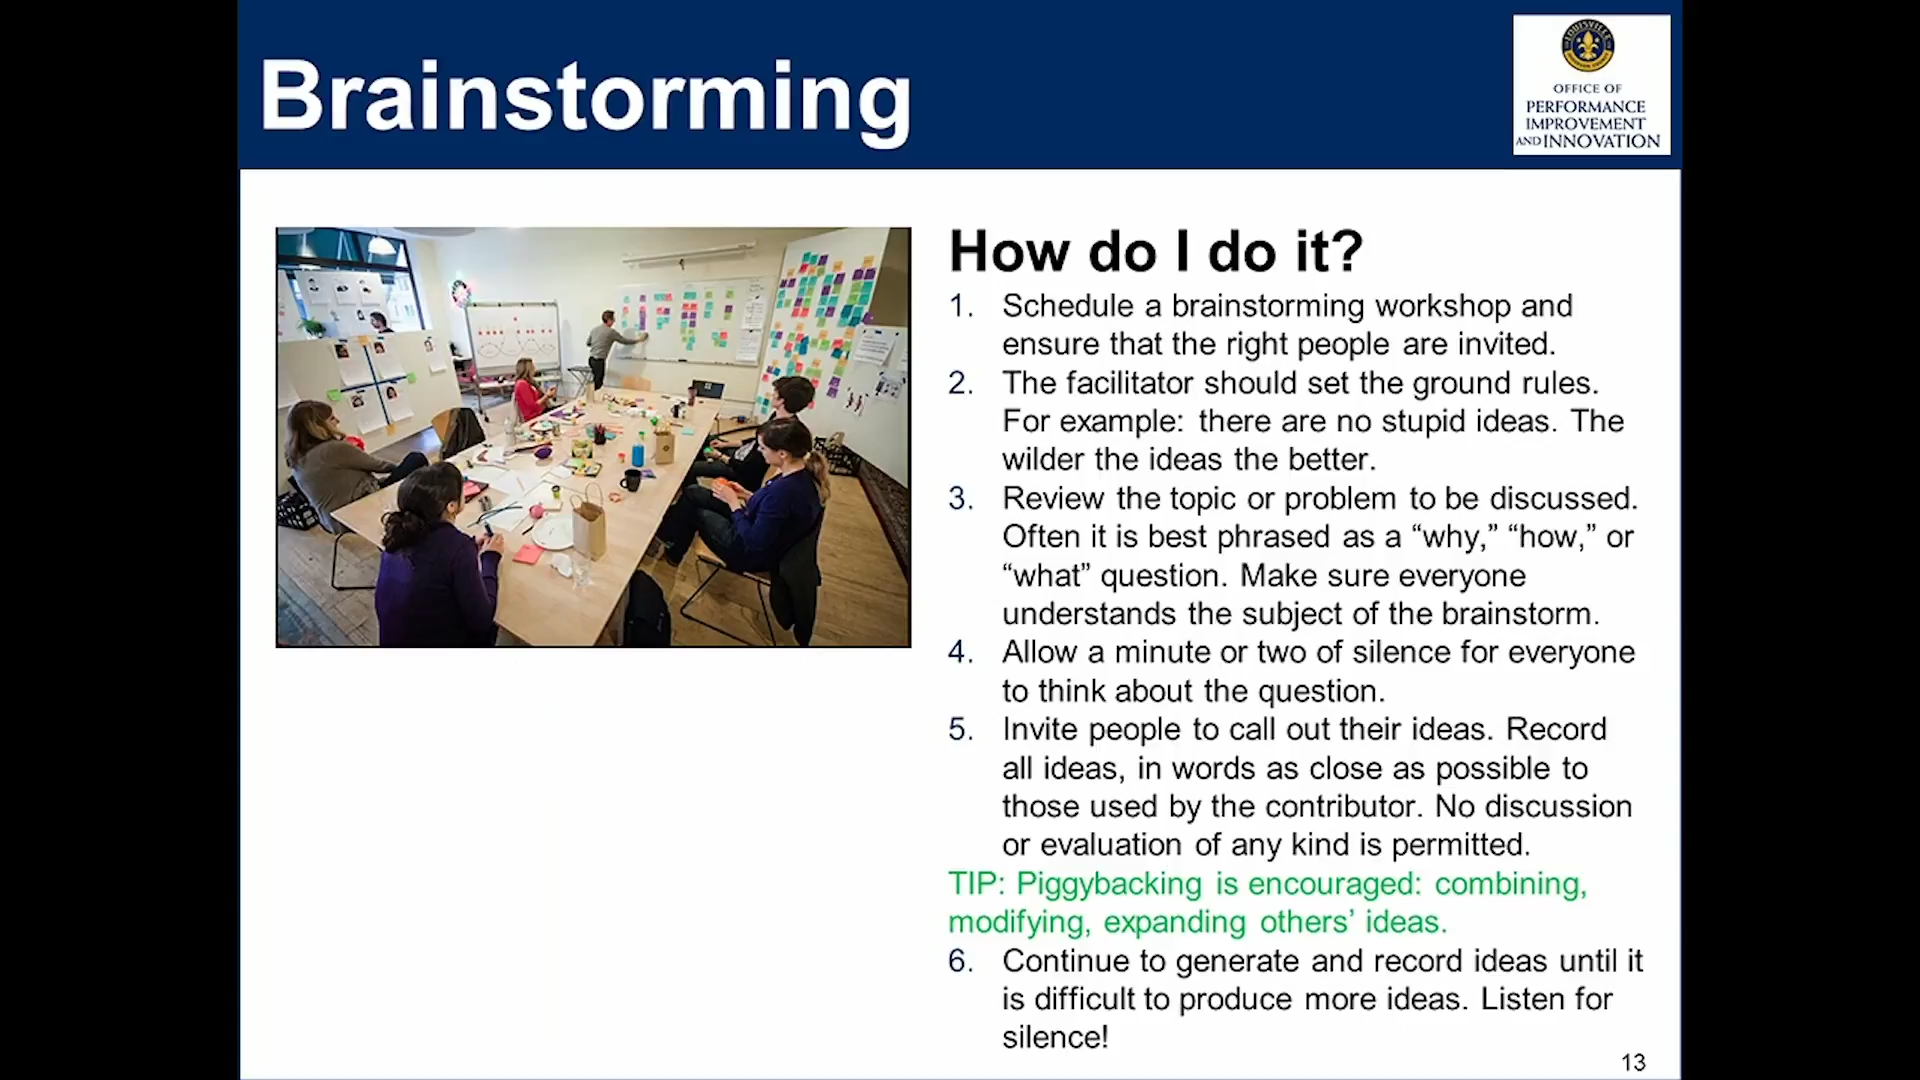 Brainstorming
LOUISVILLE
OFFICE OF
PERFORMANCE
IMPROVEMENT
AND INNOVATION
How do I do it?
1. Schedule a brainstorming workshop and
ensure that the right people are invited.
2. The facilitator should set the ground rules.
For example: there are no stupid ideas. The
wilder the ideas the better.
3. Review the topic or problem to be discussed.
Often it is best phrased as a “why,” “how,” or
“what” question. Make sure everyone
understands the subject of the brainstorm.
4. Allow a minute or two of silence for everyone
to think about the question.
5. Invite people to call out their ideas. Record
all ideas, in words as close as possible to
those used by the contributor. No discussion
or evaluation of any kind is permitted.
TIP: Piggybacking is encouraged: combining,
modifying, expanding others’ ideas.
6. Continue to generate and record ideas until it
is difficult to produce more ideas. Listen for
silence!
13